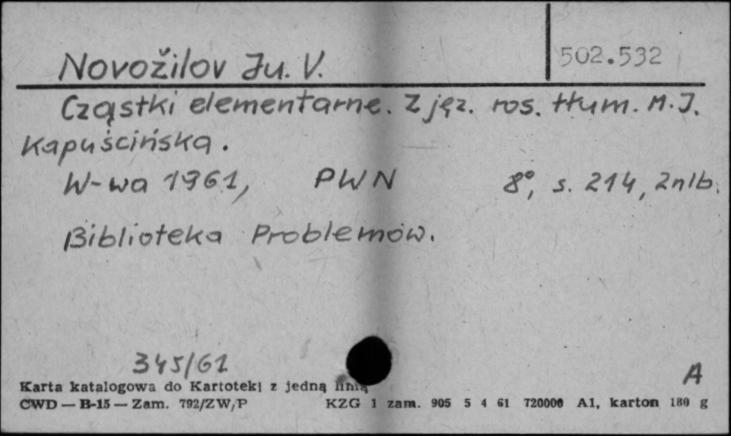 Novožilov Ju. V.
502.532
Cząstki elementarne. Z jęz. ros. tłum. M. J.
Kapuścińska.
W-wa 1961, PWN 8°, s. 214, 2nlb.
Biblioteka Problemów.
345/61
A
Karta katalogowa do Kartoteki z jedną linią
CWD — B-15 — Zam. 792/ZW/P KZG 1 zam. 905 5 4 61 720000 A1, karton 180 g